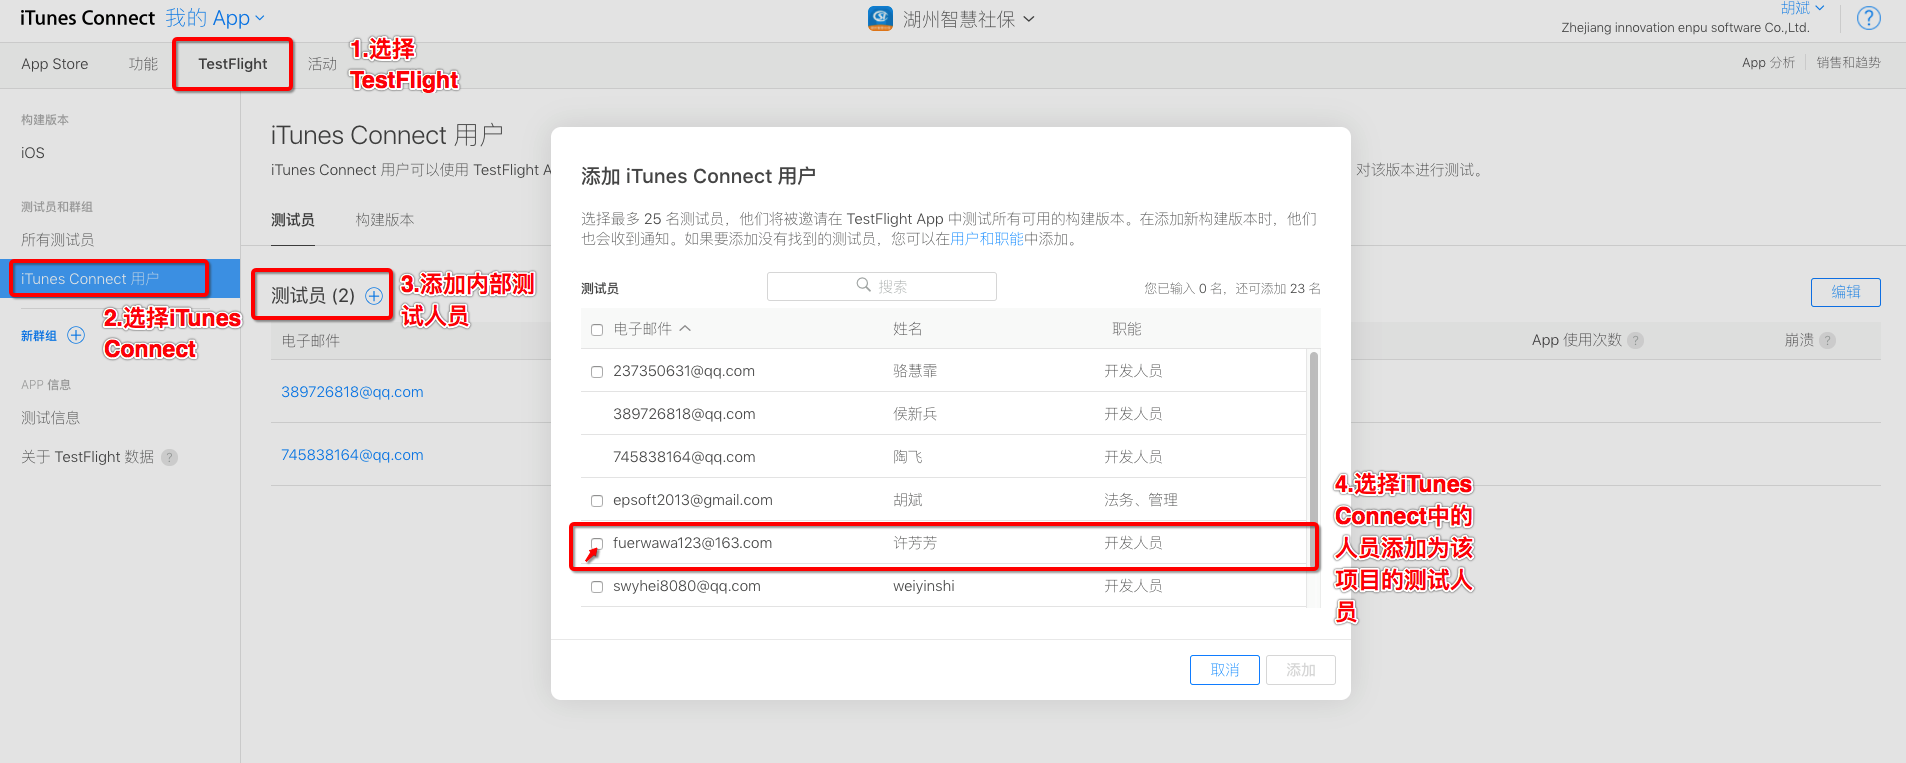 iTunes Connect 我的 App
湖州智慧社保
胡斌
Zhejiang innovation enpu software Co.,Ltd.
?
App Store 功能 TestFlight 活动
App 分析 销售和趋势
1.选择
TestFlight
构建版本
iOS
测试员和群组
所有测试员
iTunes Connect 用户
2.选择iTunes
Connect
新群组
APP 信息
测试信息
关于 TestFlight 数据 ?
iTunes Connect 用户
iTunes Connect 用户可以使用 TestFlight A
对该版本进行测试。
测试员 构建版本
测试员 (2)
3.添加内部测
试人员
编辑
电子邮件
App 使用次数 ? 崩溃 ?
389726818@qq.com
745838164@qq.com
添加 iTunes Connect 用户
选择最多 25 名测试员，他们将被邀请在 TestFlight App 中测试所有可用的构建版本。在添加新构建版本时，他们
也会收到通知。如果要添加没有找到的测试员，您可以在用户和职能中添加。
测试员
搜索
您已输入 0 名，还可添加 23 名
电子邮件 姓名 职能
237350631@qq.com 骆慧霏 开发人员
389726818@qq.com 侯新兵 开发人员
745838164@qq.com 陶飞 开发人员
epsoft2013@gmail.com 胡斌 法务、管理
fuerwawa123@163.com 许芳芳 开发人员
swyhei8080@qq.com weiyinshi 开发人员
4.选择iTunes
Connect中的
人员添加为该
项目的测试人
员
取消 添加